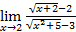 lim x→2 (√(x+2)−2)/(√(x²+5)−3)